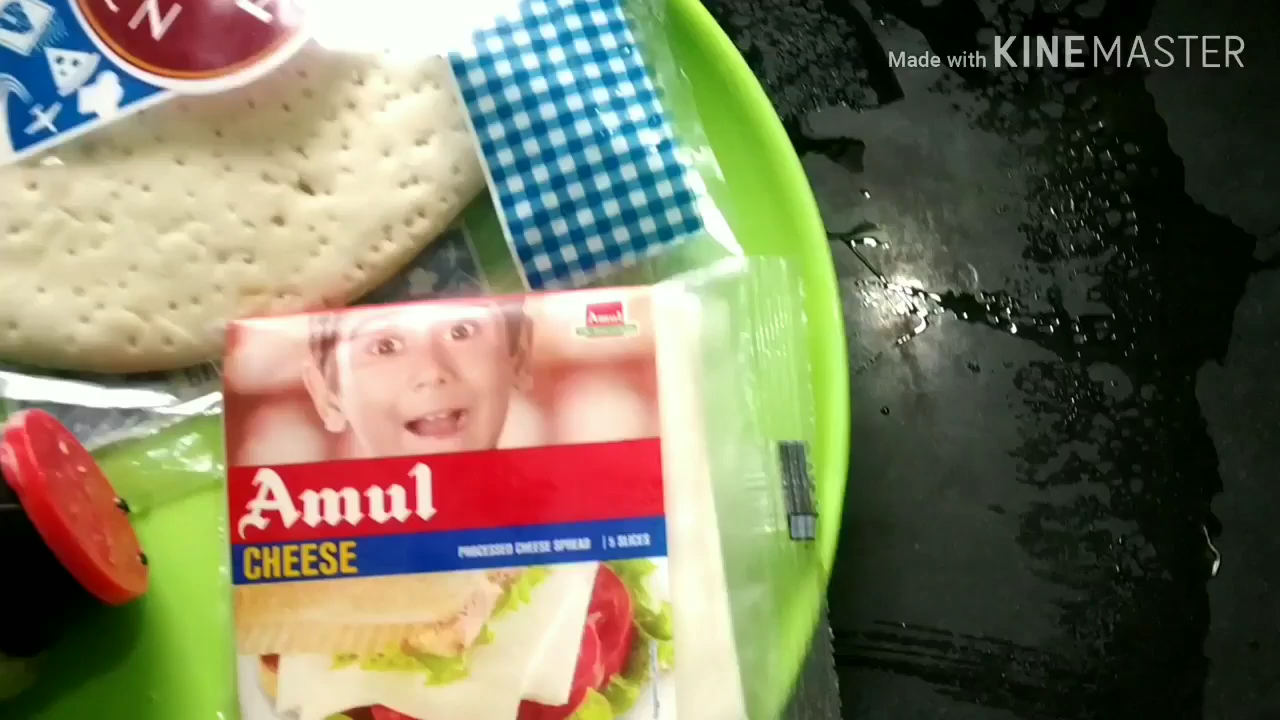 Made with KINEMASTER
Amul
Amul
CHEESE
PROCESSED CHEESE SPREAD | 5 SLICES